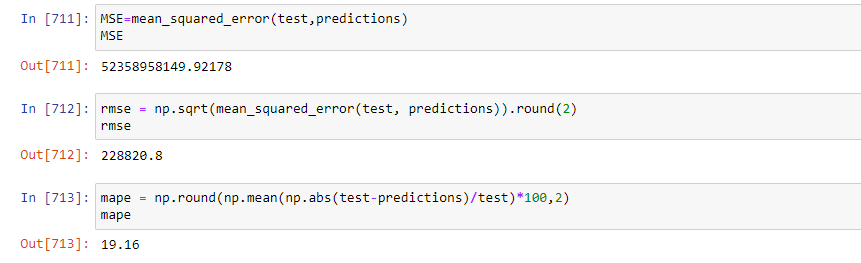 In [711]: MSE=mean_squared_error(test,predictions)
MSE
Out[711]: 52358958149.92178
In [712]: rmse = np.sqrt(mean_squared_error(test, predictions)).round(2)
rmse
Out[712]: 228820.8
In [713]: mape = np.round(np.mean(np.abs(test-predictions)/test)*100,2)
mape
Out[713]: 19.16